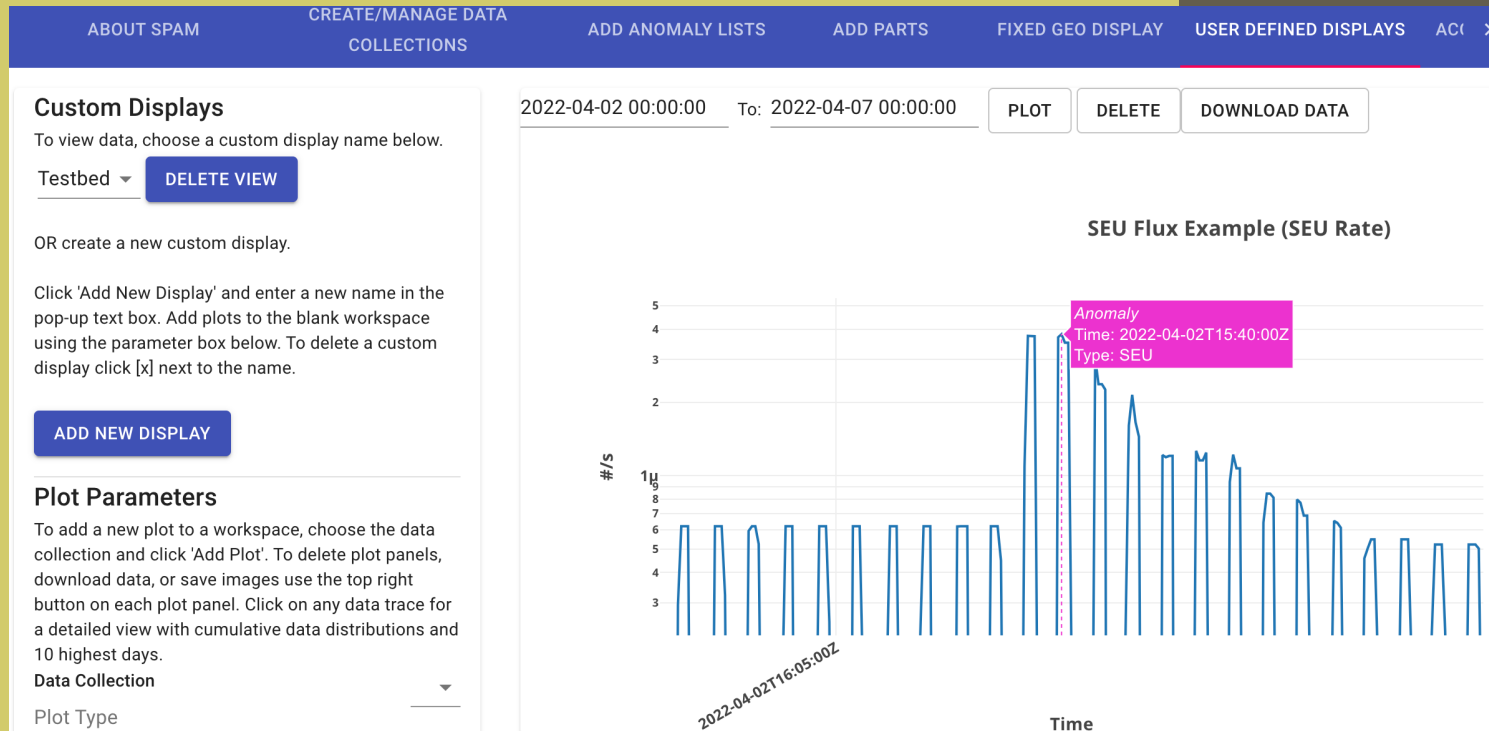 ABOUT SPAM
CREATE/MANAGE DATA
COLLECTIONS
ADD ANOMALY LISTS
ADD PARTS
FIXED GEO DISPLAY
USER DEFINED DISPLAYS
Custom Displays
To view data, choose a custom display name below.
Testbed
DELETE VIEW
OR create a new custom display.
Click 'Add New Display' and enter a new name in the
pop-up text box. Add plots to the blank workspace
using the parameter box below. To delete a custom
display click [x] next to the name.
ADD NEW DISPLAY
Plot Parameters
To add a new plot to a workspace, choose the data
collection and click 'Add Plot'. To delete plot panels,
download data, or save images use the top right
button on each plot panel. Click on any data trace for
a detailed view with cumulative data distributions and
10 highest days.
Data Collection
Plot Type
2022-04-02 00:00:00 To: 2022-04-07 00:00:00
PLOT
DELETE
DOWNLOAD DATA
SEU Flux Example (SEU Rate)
Anomaly
Time: 2022-04-02T15:40:00Z
Type: SEU
5
4
3
2
1μ
9
8
7
6
5
4
3
#/s
2022-04-02T16:05:00Z
Time